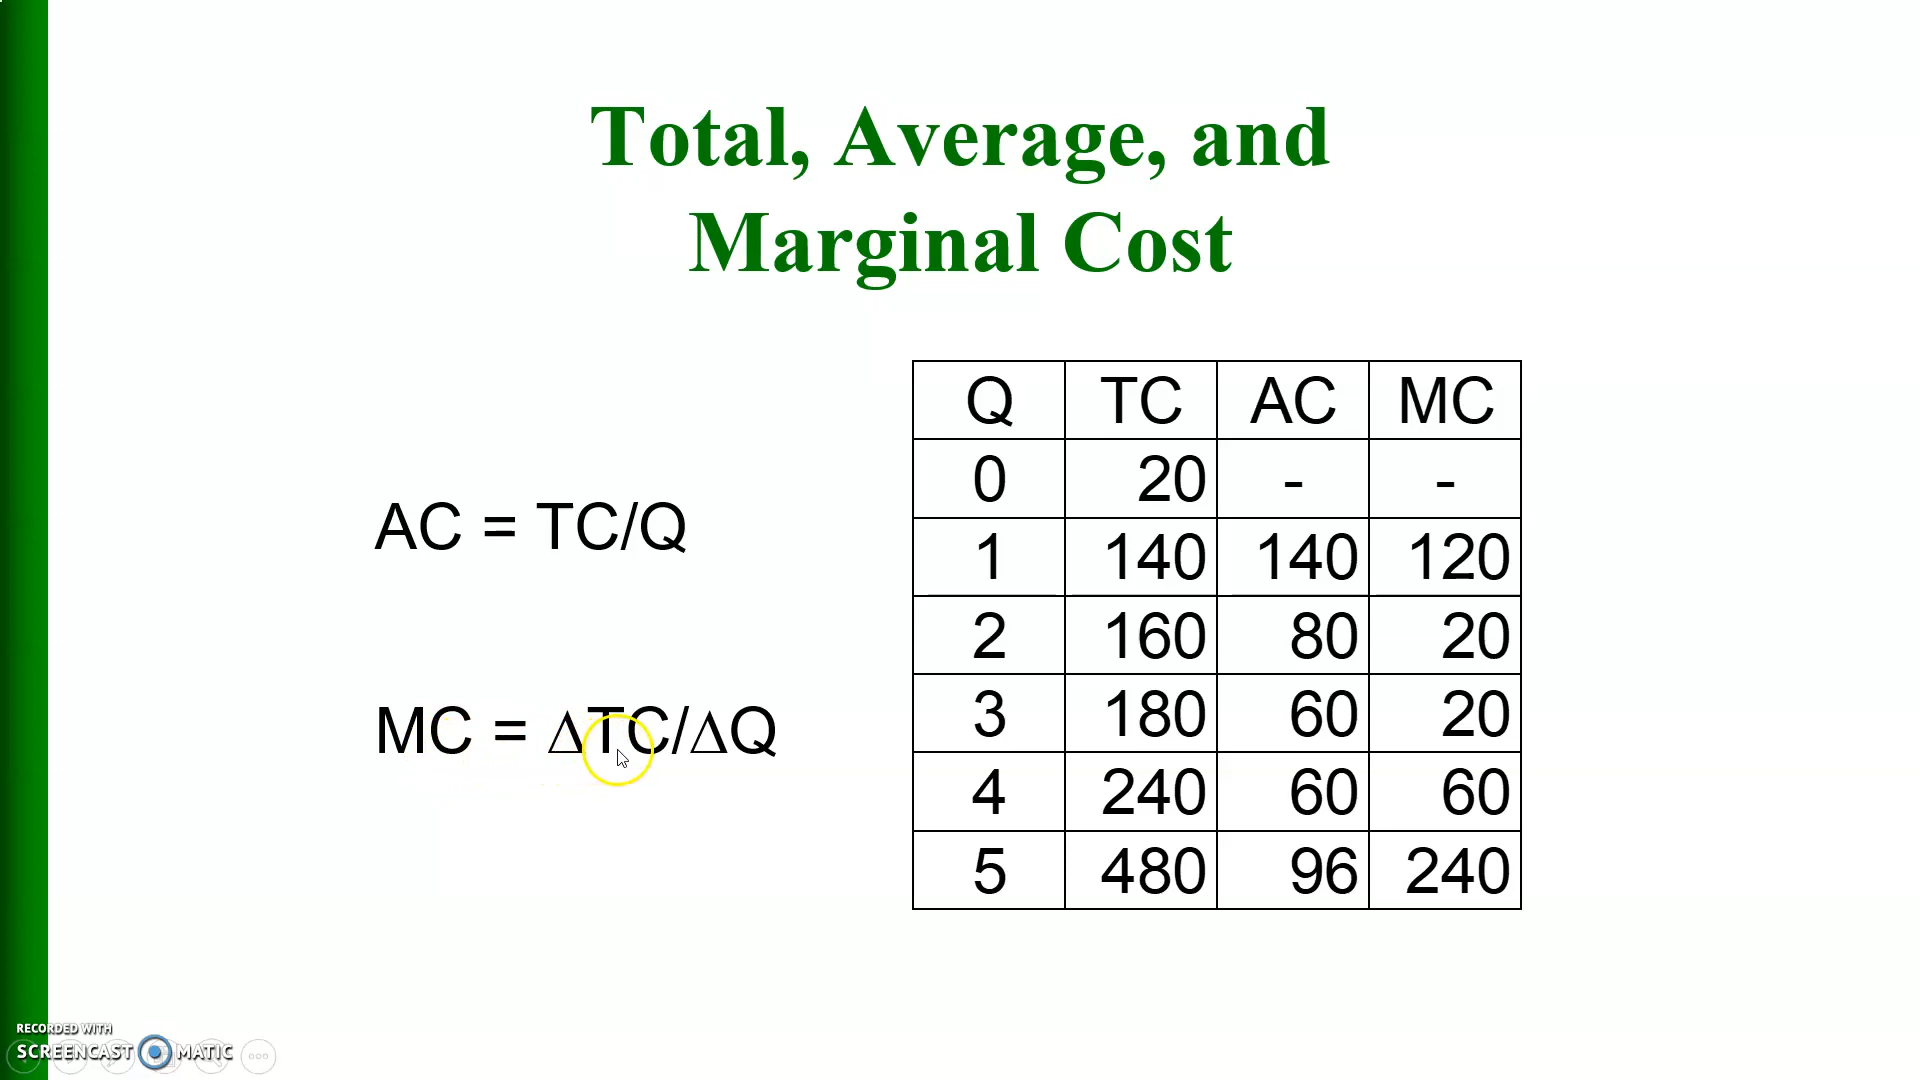 Total, Average, and
Marginal Cost
AC = TC/Q
MC = ΔTC/ΔQ
Q TC AC MC
0 20 - -
1 140 140 120
2 160 80 20
3 180 60 20
4 240 60 60
5 480 96 240
RECORDED WITH
SCREENCAST MATIC